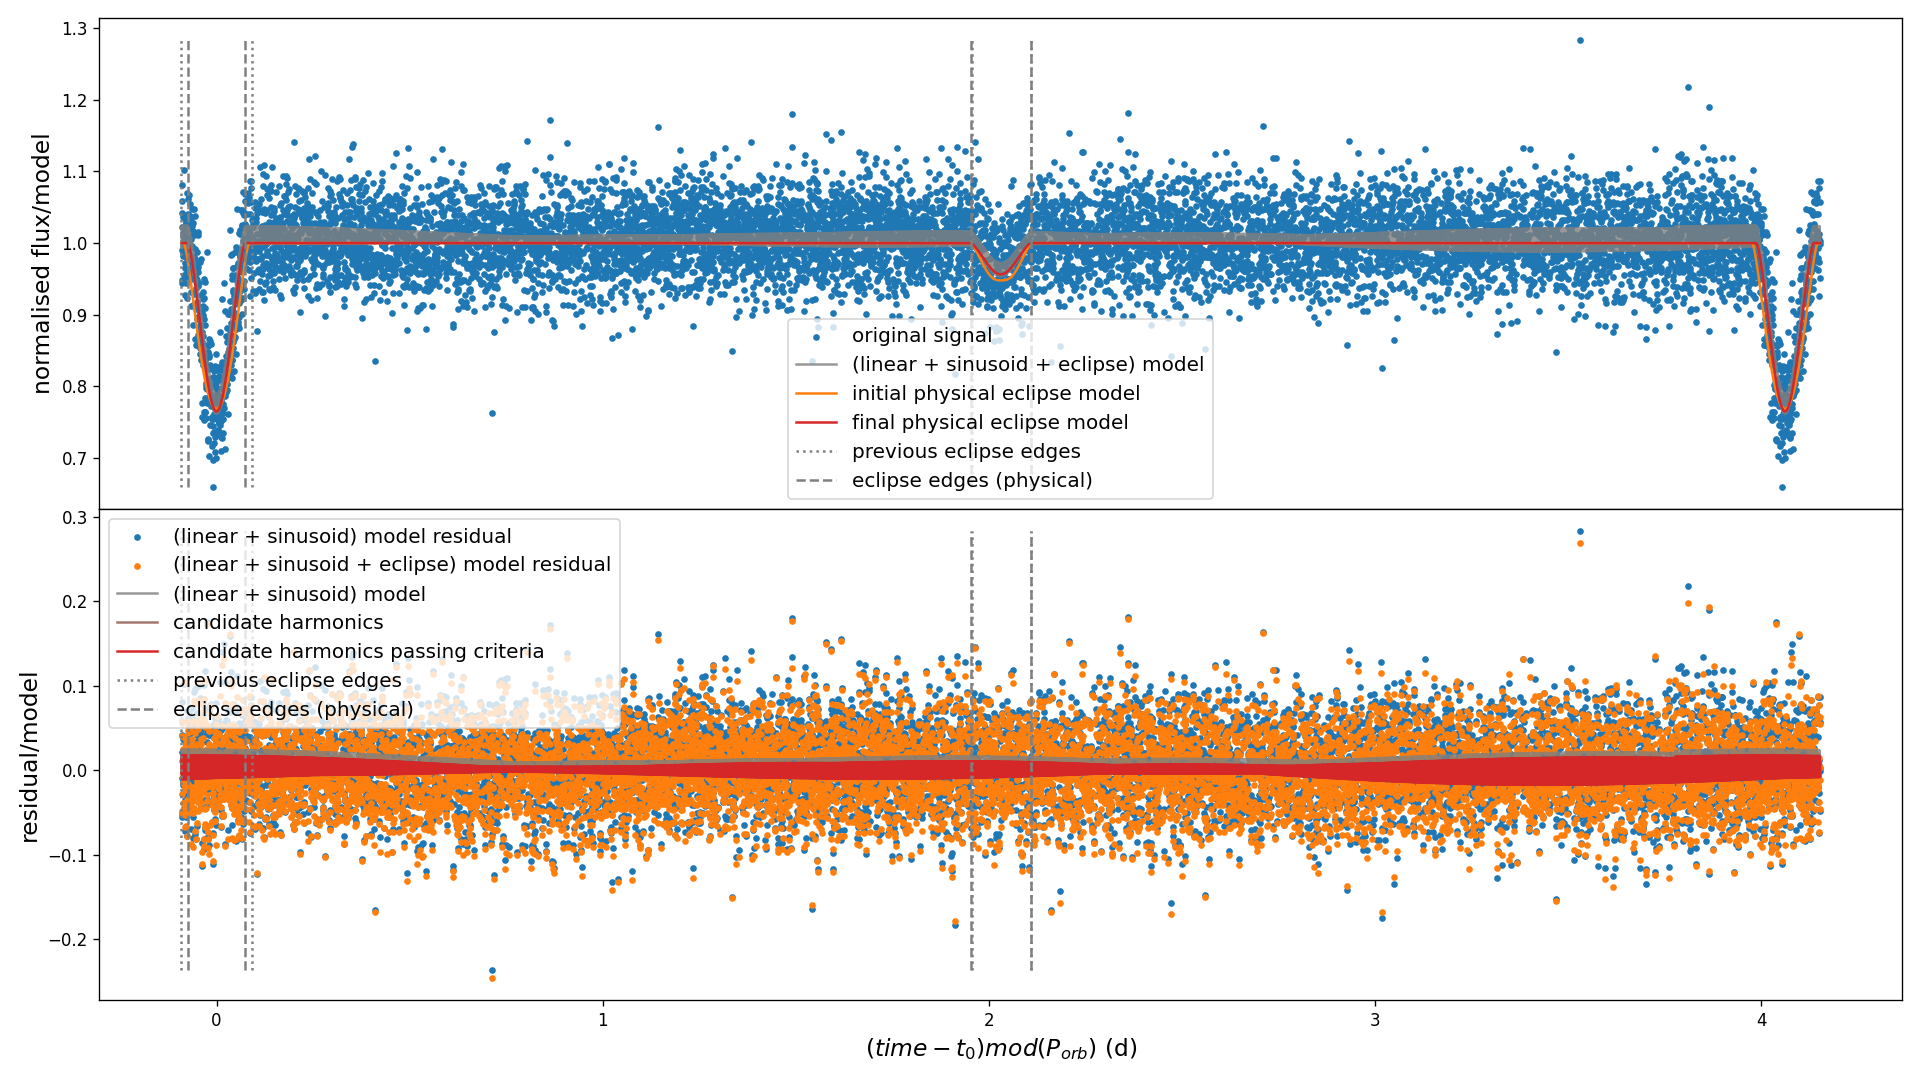 1.3
1.2
1.1
1.0
0.9
0.8
0.7
normalised flux/model
original signal
(linear + sinusoid + eclipse) model
initial physical eclipse model
final physical eclipse model
previous eclipse edges
eclipse edges (physical)
0.3
0.2
0.1
0.0
−0.1
−0.2
residual/model
(linear + sinusoid) model residual
(linear + sinusoid + eclipse) model residual
(linear + sinusoid) model
candidate harmonics
candidate harmonics passing criteria
previous eclipse edges
eclipse edges (physical)
0 1 2 3 4
(time − t₀)mod(P_orb) (d)